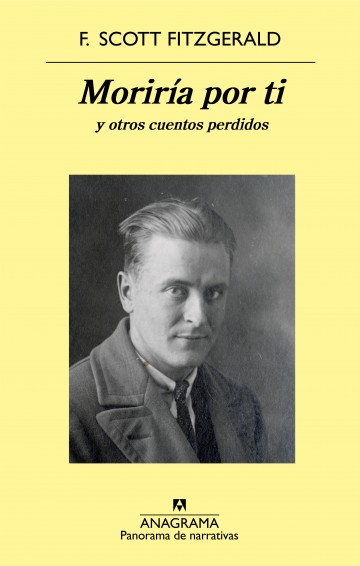 F. SCOTT FITZGERALD
Moriría por ti
y otros cuentos perdidos
ANAGRAMA
Panorama de narrativas